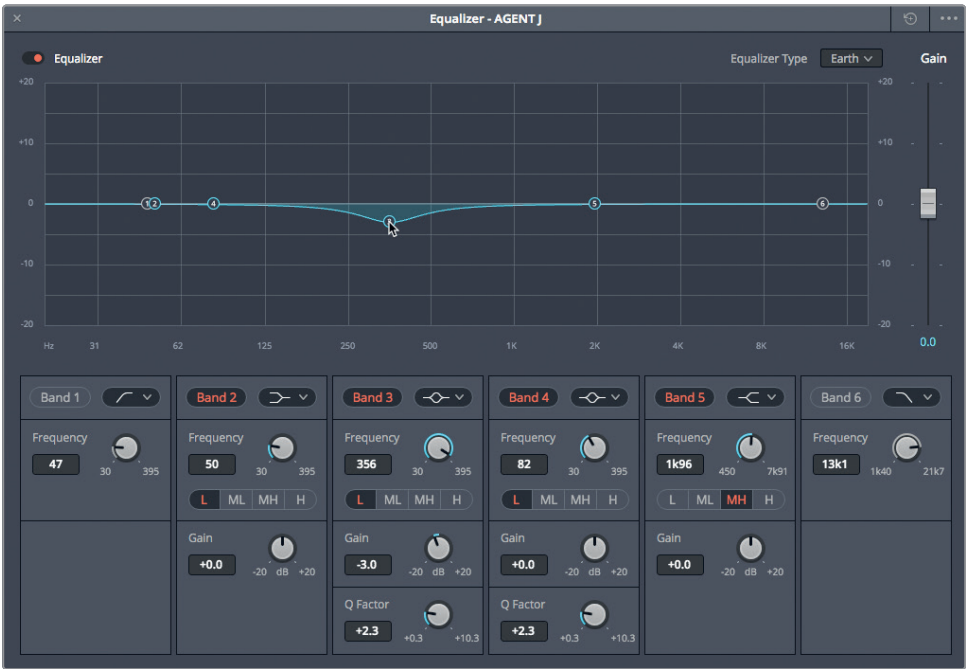 × Equalizer - AGENT J
Equalizer Equalizer Type Earth Gain
+20 +20
+10 +10
0 1 2 4 3 5 6 0
-10 -10
-20 -20
Hz 31 62 125 250 500 1K 2K 4K 8K 16K 0.0
Band 1 Band 2 Band 3 Band 4 Band 5 Band 6
Frequency Frequency Frequency Frequency Frequency Frequency
47 30 395 50 30 395 356 30 395 82 30 395 1k96 450 7k91 13k1 1k40 21k7
L ML MH H L ML MH H L ML MH H L ML MH H
Gain Gain Gain Gain
+0.0 -20 dB +20 -3.0 -20 dB +20 +0.0 -20 dB +20 +0.0 -20 dB +20
Q Factor Q Factor
+2.3 +0.3 +10.3 +2.3 +0.3 +10.3